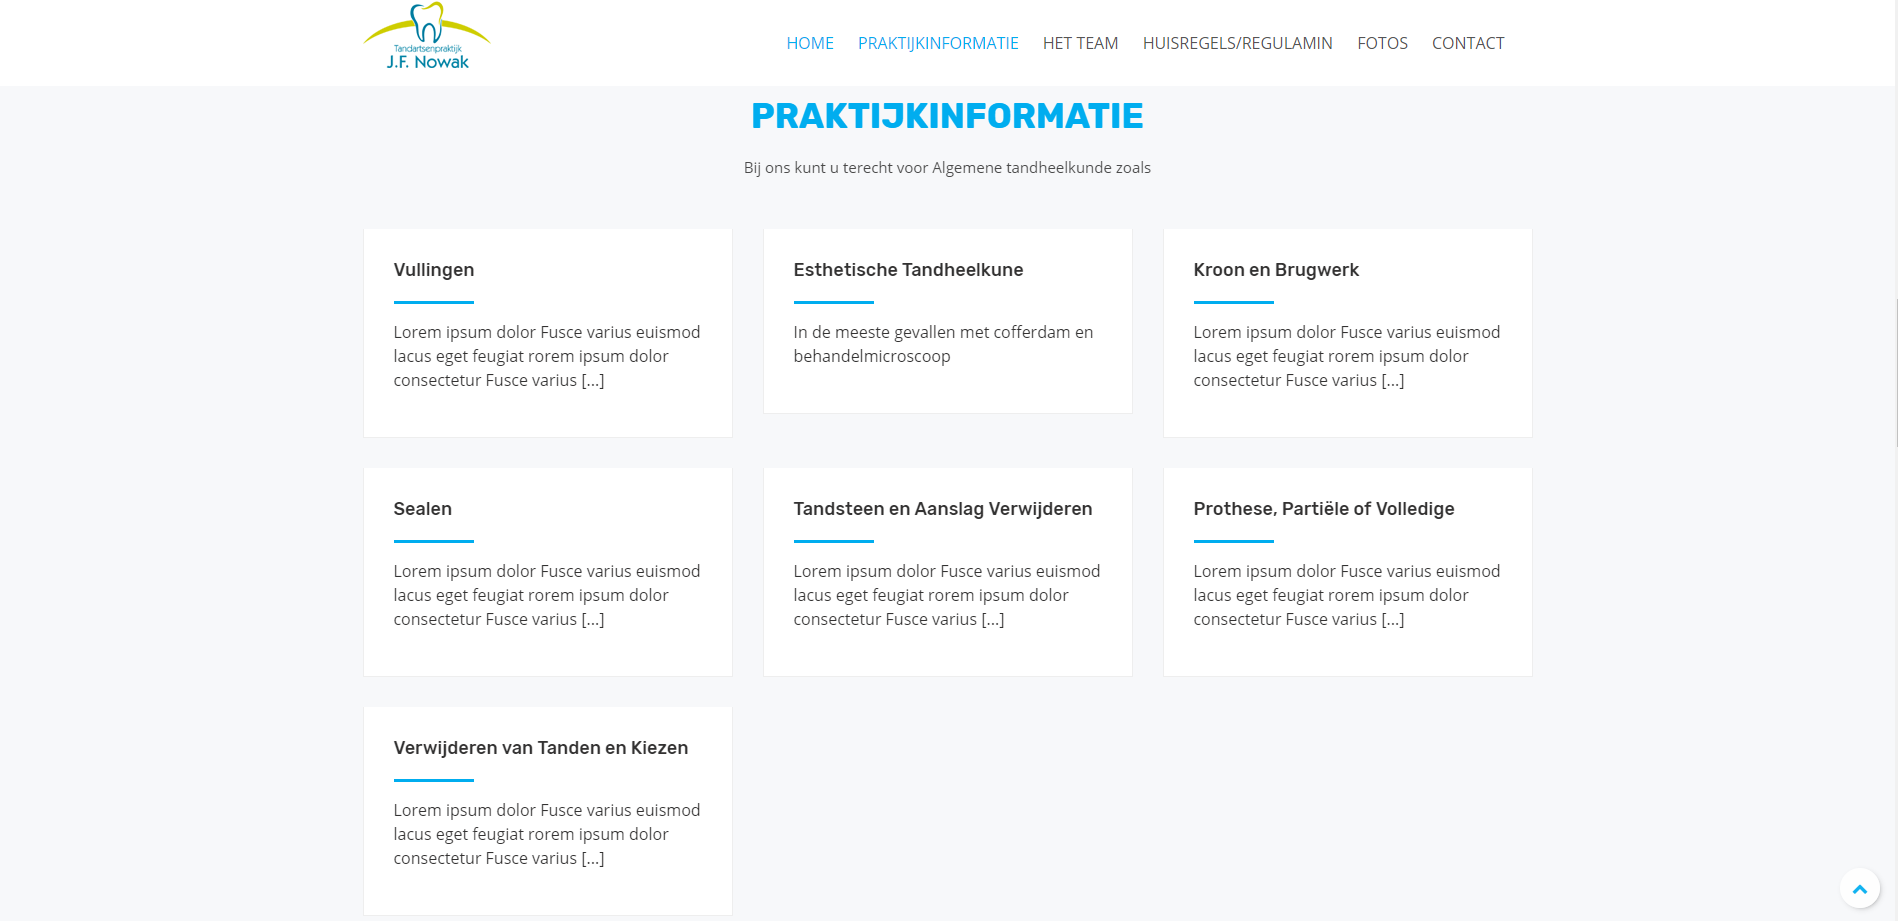 Tandartsenpraktijk
J.F. Nowak
HOME PRAKTIJKINFORMATIE HET TEAM HUISREGELS/REGULAMIN FOTOS CONTACT
PRAKTIJKINFORMATIE
Bij ons kunt u terecht voor Algemene tandheelkunde zoals
Vullingen
Lorem ipsum dolor Fusce varius euismod
lacus eget feugiat rorem ipsum dolor
consectetur Fusce varius [...]
Esthetische Tandheelkune
In de meeste gevallen met cofferdam en
behandelmicroscoop
Kroon en Brugwerk
Lorem ipsum dolor Fusce varius euismod
lacus eget feugiat rorem ipsum dolor
consectetur Fusce varius [...]
Sealen
Lorem ipsum dolor Fusce varius euismod
lacus eget feugiat rorem ipsum dolor
consectetur Fusce varius [...]
Tandsteen en Aanslag Verwijderen
Lorem ipsum dolor Fusce varius euismod
lacus eget feugiat rorem ipsum dolor
consectetur Fusce varius [...]
Prothese, Partiële of Volledige
Lorem ipsum dolor Fusce varius euismod
lacus eget feugiat rorem ipsum dolor
consectetur Fusce varius [...]
Verwijderen van Tanden en Kiezen
Lorem ipsum dolor Fusce varius euismod
lacus eget feugiat rorem ipsum dolor
consectetur Fusce varius [...]